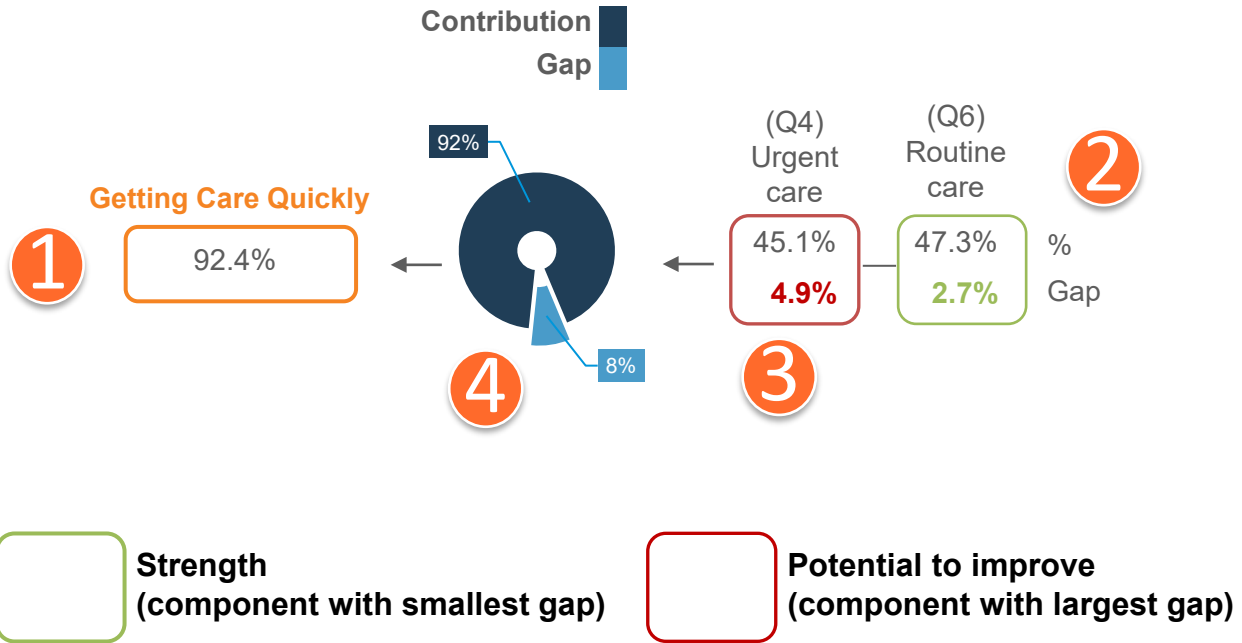 Contribution
Gap
92%
8%
Getting Care Quickly
1
92.4%
4
(Q4)
Urgent
care
45.1%
4.9%
3
(Q6)
Routine
care
47.3%
2.7%
%
Gap
2
Strength
(component with smallest gap)
Potential to improve
(component with largest gap)